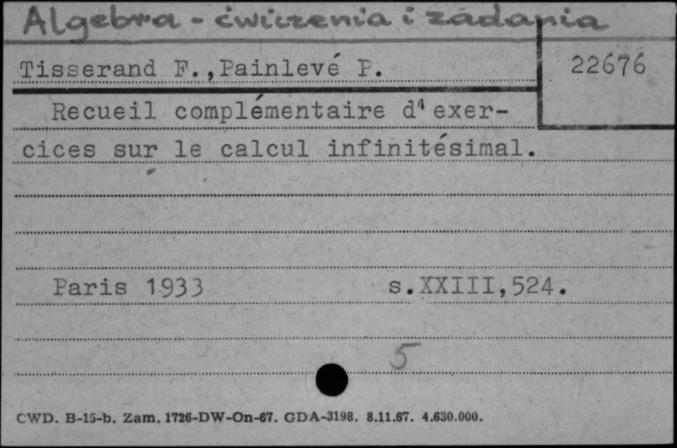 Algebra - ćwiczenia i zadania
Tisserand F.,Painlevé P.
22676
Recueil complémentaire d'exer-
cices sur le calcul infinitésimal.
Paris 1933 s.XXIII,524.
5
CWD. B-15-b. Zam. 1726-DW-On-67. GDA-3198. 8.11.67. 4.630.000.